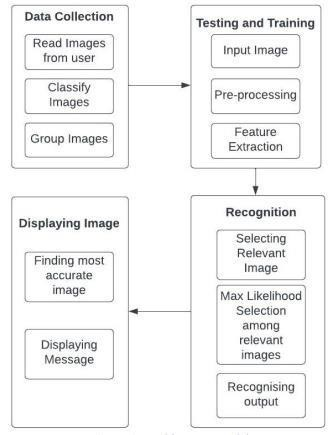 Data Collection
Read Images
from user
Classify
Images
Group Images
Testing and Training
Input Image
Pre-processing
Feature
Extraction
Recognition
Selecting
Relevant
Image
Max Likelihood
Selection
among
relevant
images
Recognising
output
Displaying Image
Finding most
accurate
image
Displaying
Message